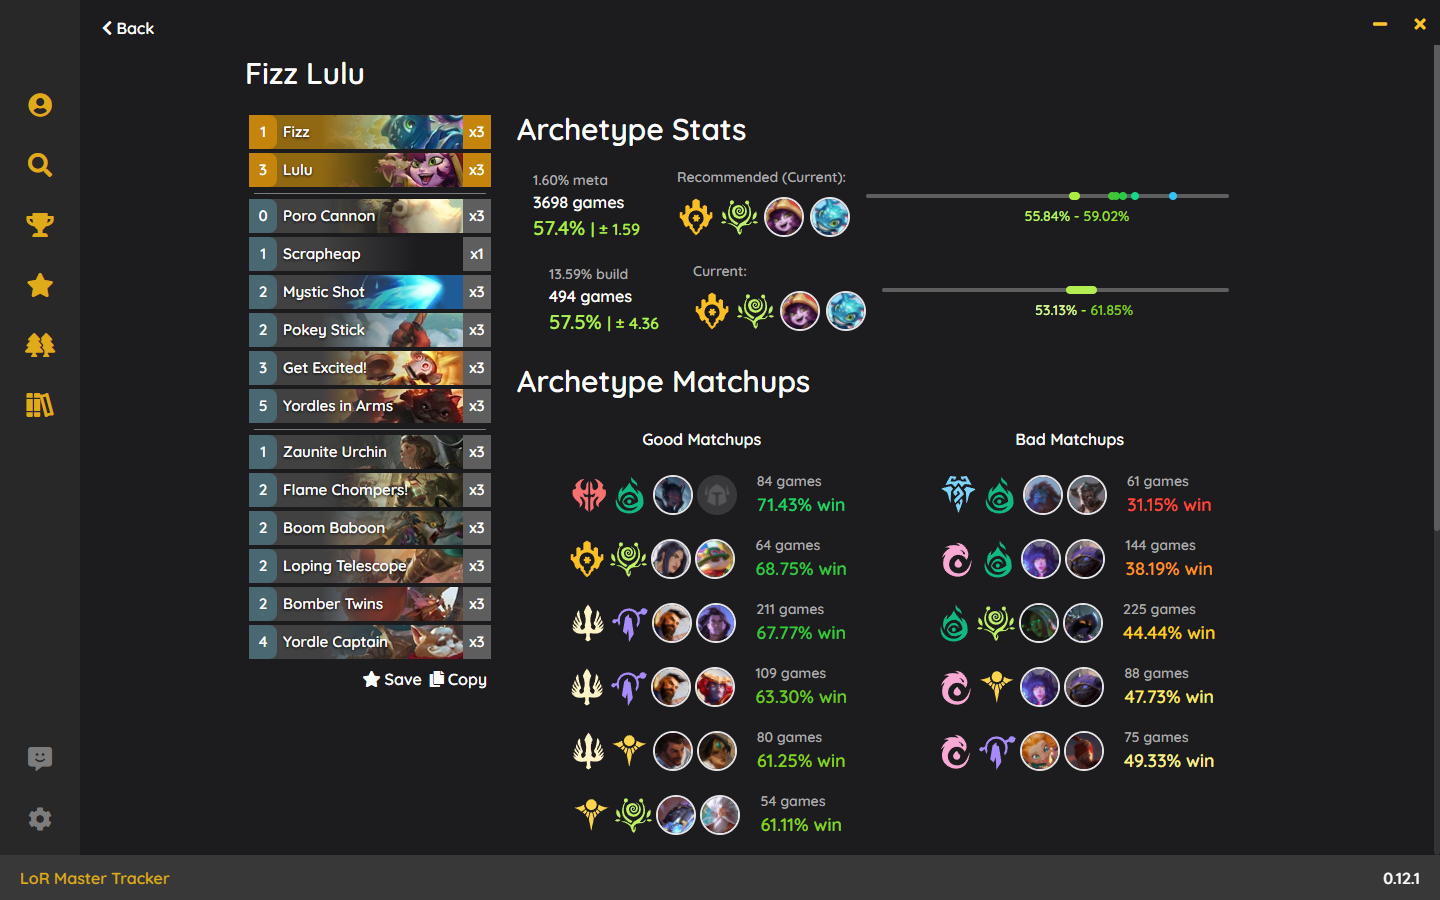 Back
Fizz Lulu
1 Fizz x3
3 Lulu x3
0 Poro Cannon x3
1 Scrapheap x1
2 Mystic Shot x3
2 Pokey Stick x3
3 Get Excited! x3
5 Yordles in Arms x3
1 Zaunite Urchin x3
2 Flame Chompers! x3
2 Boom Baboon x3
2 Loping Telescope x3
2 Bomber Twins x3
4 Yordle Captain x3
Save Copy
Archetype Stats
1.60% meta
3698 games
57.4% | ± 1.59
Recommended (Current):
55.84% - 59.02%
13.59% build
494 games
57.5% | ± 4.36
Current:
53.13% - 61.85%
Archetype Matchups
Good Matchups
84 games
71.43% win
64 games
68.75% win
211 games
67.77% win
109 games
63.30% win
80 games
61.25% win
54 games
61.11% win
Bad Matchups
61 games
31.15% win
144 games
38.19% win
225 games
44.44% win
88 games
47.73% win
75 games
49.33% win
LoR Master Tracker
0.12.1